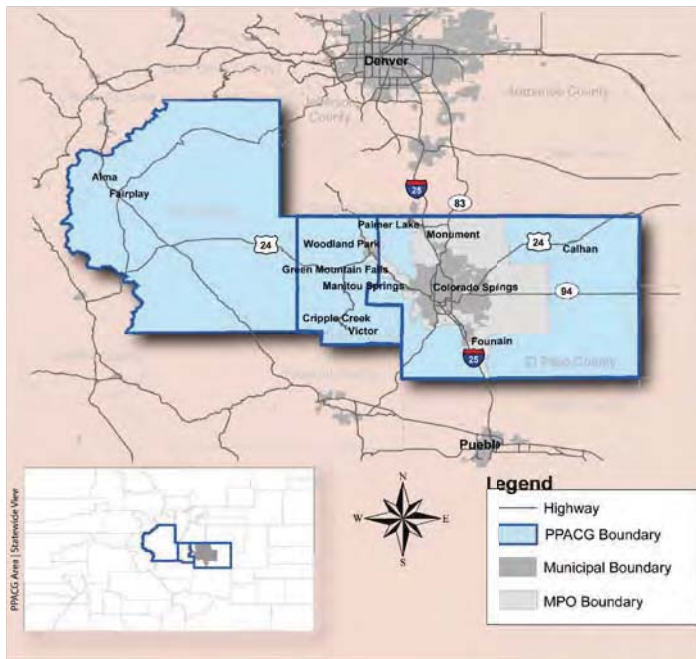 Denver
County
County
Alma
Fairplay
25
83
Palmer Lake
Monument
24
Woodland Park
24
Calhan
Green Mountain Falls
Manitou Springs
Colorado Springs
94
Cripple Creek
Victor
Founain
25
El Paso County
Pueblo
PPACG Area | Statewide View
N
W
E
S
Legend
Highway
PPACG Boundary
Municipal Boundary
MPO Boundary